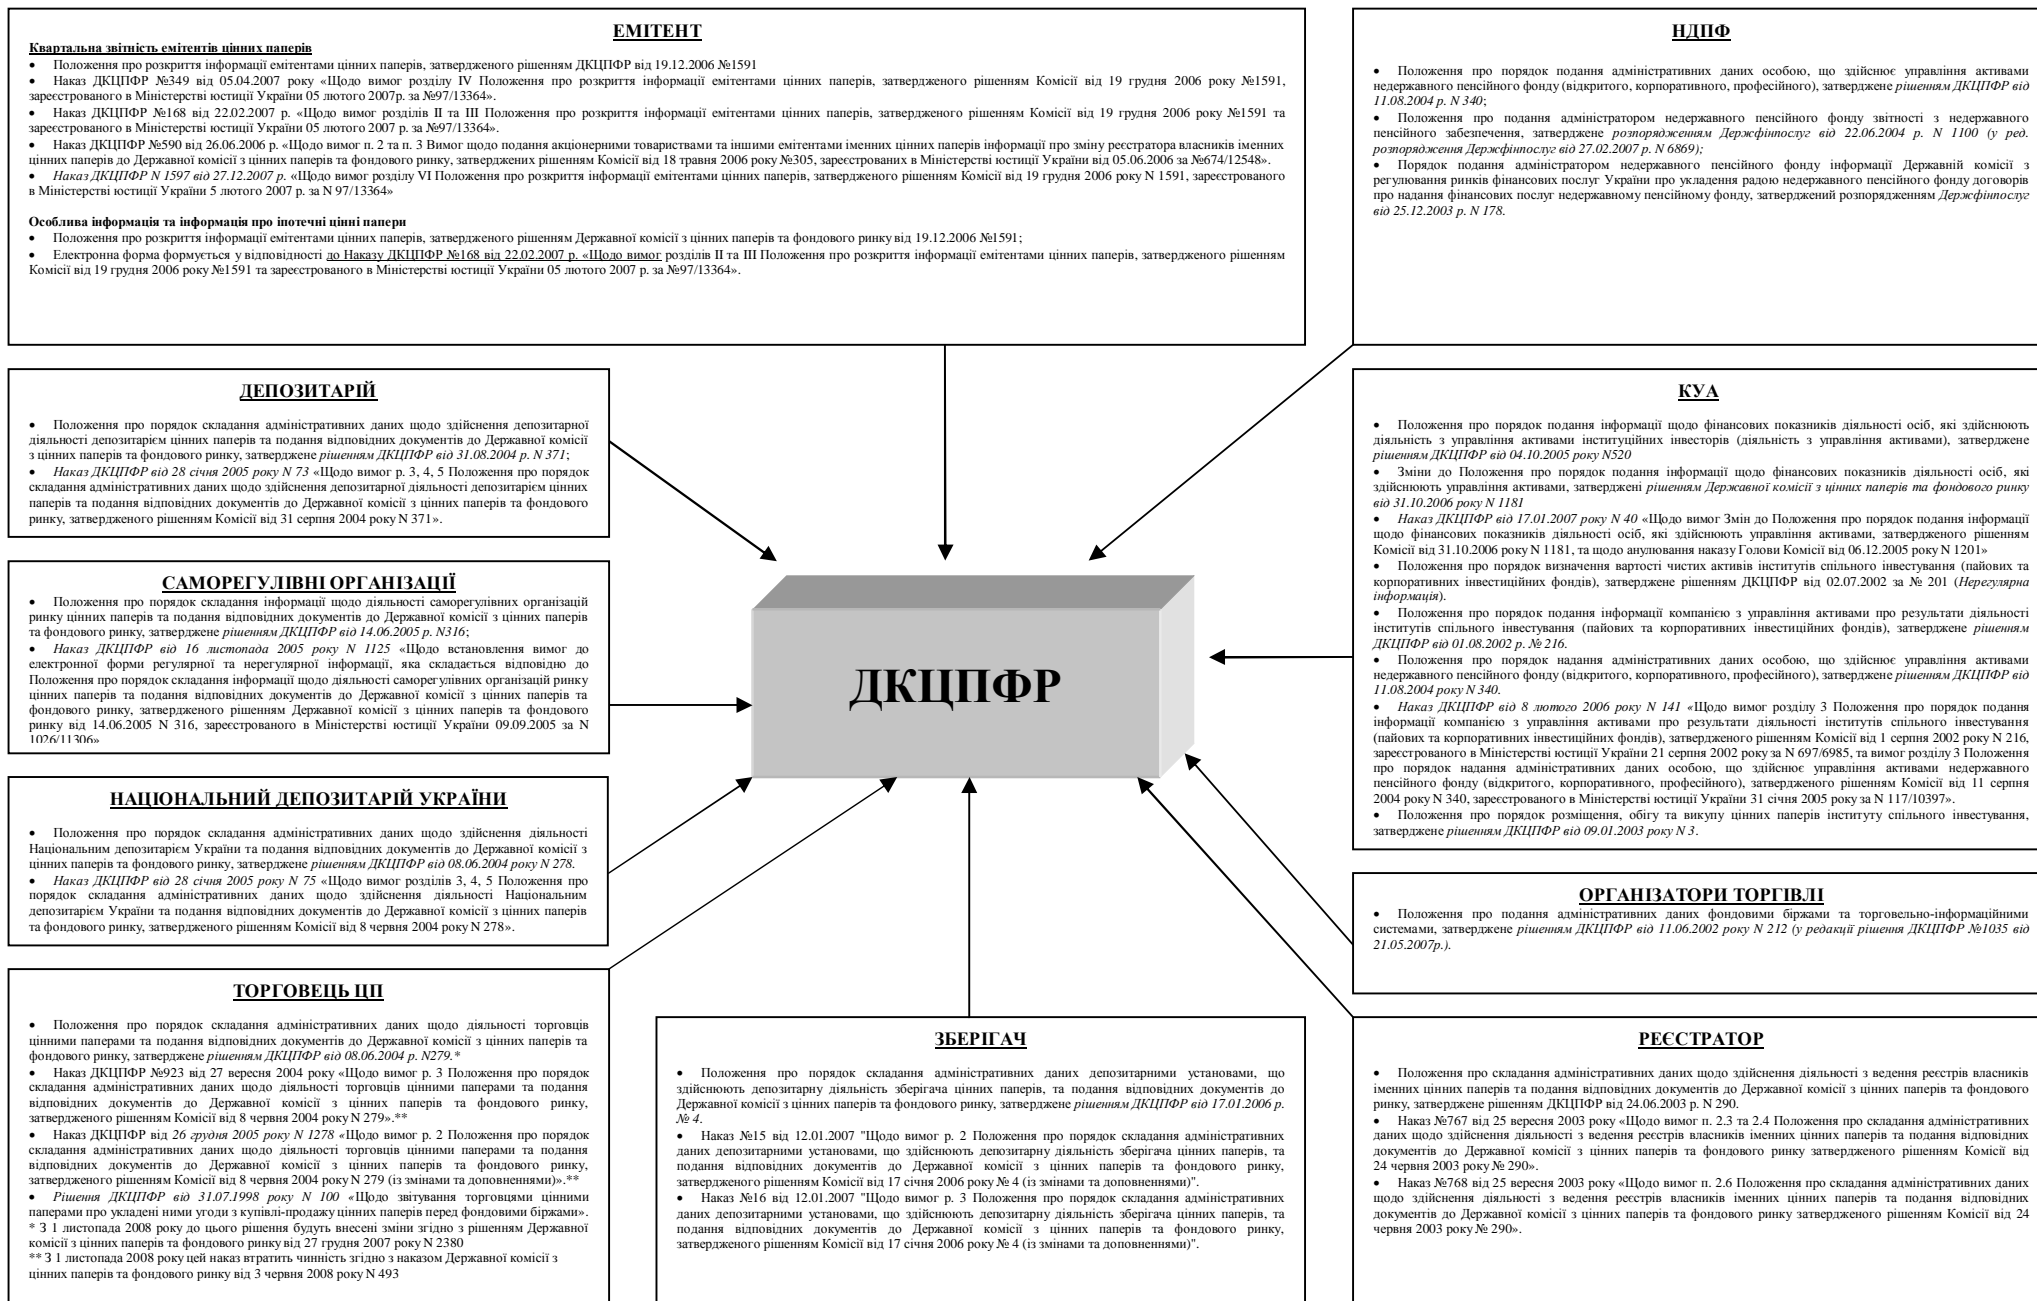 ЕМІТЕНТ
Квартальна звітність емітентів цінних паперів
• Положення про розкриття інформації емітентами цінних паперів, затвердженого рішенням ДКЦПФР від 19.12.2006 №1591
• Наказ ДКЦПФР №349 від 05.04.2007 року «Щодо вимог розділу IV Положення про розкриття інформації емітентами цінних паперів, затвердженого рішенням Комісії від 19 грудня 2006 року №1591,
зареєстрованого в Міністерстві юстиції України 05 лютого 2007р. за №97/13364».
• Наказ ДКЦПФР №168 від 22.02.2007 р. «Щодо вимог розділів II та III Положення про розкриття інформації емітентами цінних паперів, затвердженого рішенням Комісії від 19 грудня 2006 року №1591 та
зареєстрованого в Міністерстві юстиції України 05 лютого 2007 р. за №97/13364».
• Наказ ДКЦПФР №590 від 26.06.2006 р. «Щодо вимог п. 2 та п. 3 Вимог щодо подання акціонерними товариствами та іншими емітентами іменних цінних паперів інформації про зміну реєстратора власників іменних
цінних паперів до Державної комісії з цінних паперів та фондового ринку, затверджених рішенням Комісії від 18 травня 2006 року №305, зареєстрованих в Міністерстві юстиції України від 05.06.2006 за №674/12548».
• Наказ ДКЦПФР N 1597 від 27.12.2007 р. «Щодо вимог розділу VI Положення про розкриття інформації емітентами цінних паперів, затвердженого рішенням Комісії від 19 грудня 2006 року N 1591, зареєстрованого
в Міністерстві юстиції України 5 лютого 2007 р. за N 97/13364»
Особлива інформація та інформація про іпотечні цінні папери
• Положення про розкриття інформації емітентами цінних паперів, затвердженого рішенням Державної комісії з цінних паперів та фондового ринку від 19.12.2006 №1591;
• Електронна форма формується у відповідності до Наказу ДКЦПФР №168 від 22.02.2007 р. «Щодо вимог розділів II та III Положення про розкриття інформації емітентами цінних паперів, затвердженого рішенням
Комісії від 19 грудня 2006 року №1591 та зареєстрованого в Міністерстві юстиції України 05 лютого 2007 р. за №97/13364».
НДПФ
• Положення про порядок подання адміністративних даних особою, що здійснює управління активами
недержавного пенсійного фонду (відкритого, корпоративного, професійного), затверджене рішенням ДКЦПФР від
11.08.2004 р. N 340;
• Положення про подання адміністратором недержавного пенсійного фонду звітності з недержавного
пенсійного забезпечення, затверджене розпорядженням Держфінпослуг від 22.06.2004 р. N 1100 (у ред.
розпорядження Держфінпослуг від 27.02.2007 р. N 6869);
• Порядок подання адміністратором недержавного пенсійного фонду інформації Державній комісії з
регулювання ринків фінансових послуг України про укладення радою недержавного пенсійного фонду договорів
про надання фінансових послуг недержавному пенсійному фонду, затверджений розпорядженням Держфінпослуг
від 25.12.2003 р. N 178.
ДЕПОЗИТАРІЙ
• Положення про порядок складання адміністративних даних щодо здійснення депозитарної
діяльності депозитарієм цінних паперів та подання відповідних документів до Державної комісії
з цінних паперів та фондового ринку, затверджене рішенням ДКЦПФР від 31.08.2004 р. N 371;
• Наказ ДКЦПФР від 28 січня 2005 року N 73 «Щодо вимог р. 3, 4, 5 Положення про порядок
складання адміністративних даних щодо здійснення депозитарної діяльності депозитарієм цінних
паперів та подання відповідних документів до Державної комісії з цінних паперів та фондового
ринку, затвердженого рішенням Комісії від 31 серпня 2004 року N 371».
САМОРЕГУЛІВНІ ОРГАНІЗАЦІЇ
• Положення про порядок складання інформації щодо діяльності саморегулівних організацій
ринку цінних паперів та подання відповідних документів до Державної комісії з цінних паперів
та фондового ринку, затверджене рішенням ДКЦПФР від 14.06.2005 р. N316;
• Наказ ДКЦПФР від 16 листопада 2005 року N 1125 «Щодо встановлення вимог до
електронної форми регулярної та нерегулярної інформації, яка складається відповідно до
Положення про порядок складання інформації щодо діяльності саморегулівних організацій ринку
цінних паперів та подання відповідних документів до Державної комісії з цінних паперів та
фондового ринку, затвердженого рішенням Державної комісії з цінних паперів та фондового
ринку від 14.06.2005 N 316, зареєстрованого в Міністерстві юстиції України 09.09.2005 за N
1026/11306»
НАЦІОНАЛЬНИЙ ДЕПОЗИТАРІЙ УКРАЇНИ
• Положення про порядок складання адміністративних даних щодо здійснення діяльності
Національним депозитарієм України та подання відповідних документів до Державної комісії з
цінних паперів та фондового ринку, затверджене рішенням ДКЦПФР від 08.06.2004 року N 278.
• Наказ ДКЦПФР від 28 січня 2005 року N 75 «Щодо вимог розділів 3, 4, 5 Положення про
порядок складання адміністративних даних щодо здійснення діяльності Національним
депозитарієм України та подання відповідних документів до Державної комісії з цінних паперів
та фондового ринку, затвердженого рішенням Комісії від 8 червня 2004 року N 278».
ТОРГОВЕЦЬ ЦП
• Положення про порядок складання адміністративних даних щодо діяльності торговців
цінними паперами та подання відповідних документів до Державної комісії з цінних паперів та
фондового ринку, затверджене рішенням ДКЦПФР від 08.06.2004 р. N279.*
• Наказ ДКЦПФР №923 від 27 вересня 2004 року «Щодо вимог р. 3 Положення про порядок
складання адміністративних даних щодо діяльності торговців цінними паперами та подання
відповідних документів до Державної комісії з цінних паперів та фондового ринку,
затвердженого рішенням Комісії від 8 червня 2004 року N 279».**
• Наказ ДКЦПФР від 26 грудня 2005 року N 1278 «Щодо вимог р. 2 Положення про порядок
складання адміністративних даних щодо діяльності торговців цінними паперами та подання
відповідних документів до Державної комісії з цінних паперів та фондового ринку,
затвердженого рішенням Комісії від 8 червня 2004 року N 279 (із змінами та доповненнями)».**
• Рішення ДКЦПФР від 31.07.1998 року N 100 «Щодо звітування торговцями цінними
паперами про укладені ними угоди з купівлі-продажу цінних паперів перед фондовими біржами».
* З 1 листопада 2008 року до цього рішення будуть внесені зміни згідно з рішенням Державної
комісії з цінних паперів та фондового ринку від 27 грудня 2007 року N 2380
** З 1 листопада 2008 року цей наказ втратить чинність згідно з наказом Державної комісії з
цінних паперів та фондового ринку від 3 червня 2008 року N 493
ДКЦПФР
ЗБЕРІГАЧ
• Положення про порядок складання адміністративних даних депозитарними установами, що
здійснюють депозитарну діяльність зберігача цінних паперів, та подання відповідних документів до
Державної комісії з цінних паперів та фондового ринку, затверджене рішенням ДКЦПФР від 17.01.2006 р.
№ 4.
• Наказ №15 від 12.01.2007 "Щодо вимог р. 2 Положення про порядок складання адміністративних
даних депозитарними установами, що здійснюють депозитарну діяльність зберігача цінних паперів, та
подання відповідних документів до Державної комісії з цінних паперів та фондового ринку,
затвердженого рішенням Комісії від 17 січня 2006 року № 4 (із змінами та доповненнями)".
• Наказ №16 від 12.01.2007 "Щодо вимог р. 3 Положення про порядок складання адміністративних
даних депозитарними установами, що здійснюють депозитарну діяльність зберігача цінних паперів, та
подання відповідних документів до Державної комісії з цінних паперів та фондового ринку,
затвердженого рішенням Комісії від 17 січня 2006 року № 4 (із змінами та доповненнями)".
КУА
• Положення про порядок подання інформації щодо фінансових показників діяльності осіб, які здійснюють
діяльність з управління активами інституційних інвесторів (діяльність з управління активами), затверджене
рішенням ДКЦПФР від 04.10.2005 року N520
• Зміни до Положення про порядок подання інформації щодо фінансових показників діяльності осіб, які
здійснюють управління активами, затверджені рішенням Державної комісії з цінних паперів та фондового ринку
від 31.10.2006 року N 1181
• Наказ ДКЦПФР від 17.01.2007 року N 40 «Щодо вимог Змін до Положення про порядок подання інформації
щодо фінансових показників діяльності осіб, які здійснюють управління активами, затвердженого рішенням
Комісії від 31.10.2006 року N 1181, та щодо анулювання наказу Голови Комісії від 06.12.2005 року N 1201»
• Положення про порядок визначення вартості чистих активів інститутів спільного інвестування (пайових та
корпоративних інвестиційних фондів), затверджене рішенням ДКЦПФР від 02.07.2002 за № 201 (Нерегулярна
інформація).
• Положення про порядок подання інформації компанією з управління активами про результати діяльності
інститутів спільного інвестування (пайових та корпоративних інвестиційних фондів), затверджене рішенням
ДКЦПФР від 01.08.2002 р. № 216.
• Положення про порядок надання адміністративних даних особою, що здійснює управління активами
недержавного пенсійного фонду (відкритого, корпоративного, професійного), затверджене рішенням ДКЦПФР від
11.08.2004 року N 340.
• Наказ ДКЦПФР від 8 лютого 2006 року N 141 «Щодо вимог розділу 3 Положення про порядок подання
інформації компанією з управління активами про результати діяльності інститутів спільного інвестування
(пайових та корпоративних інвестиційних фондів), затвердженого рішенням Комісії від 1 серпня 2002 року N 216,
зареєстрованого в Міністерстві юстиції України 21 серпня 2002 року за N 697/6985, та вимог розділу 3 Положення
про порядок надання адміністративних даних особою, що здійснює управління активами недержавного
пенсійного фонду (відкритого, корпоративного, професійного), затвердженого рішенням Комісії від 11 серпня
2004 року N 340, зареєстрованого в Міністерстві юстиції України 31 січня 2005 року за N 117/10397».
• Положення про порядок розміщення, обігу та викупу цінних паперів інституту спільного інвестування,
затверджене рішенням ДКЦПФР від 09.01.2003 року N 3.
ОРГАНІЗАТОРИ ТОРГІВЛІ
• Положення про подання адміністративних даних фондовими біржами та торговельно-інформаційними
системами, затверджене рішенням ДКЦПФР від 11.06.2002 року N 212 (у редакції рішення ДКЦПФР №1035 від
21.05.2007р.).
РЕЄСТРАТОР
• Положення про складання адміністративних даних щодо здійснення діяльності з ведення реєстрів власників
іменних цінних паперів та подання відповідних документів до Державної комісії з цінних паперів та фондового
ринку, затверджене рішенням ДКЦПФР від 24.06.2003 р. N 290.
• Наказ №767 від 25 вересня 2003 року «Щодо вимог п. 2.3 та 2.4 Положення про складання адміністративних
даних щодо здійснення діяльності з ведення реєстрів власників іменних цінних паперів та подання відповідних
документів до Державної комісії з цінних паперів та фондового ринку затвердженого рішенням Комісії від
24 червня 2003 року № 290».
• Наказ №768 від 25 вересня 2003 року «Щодо вимог п. 2.6 Положення про складання адміністративних даних
щодо здійснення діяльності з ведення реєстрів власників іменних цінних паперів та подання відповідних
документів до Державної комісії з цінних паперів та фондового ринку затвердженого рішенням Комісії від 24
червня 2003 року № 290».